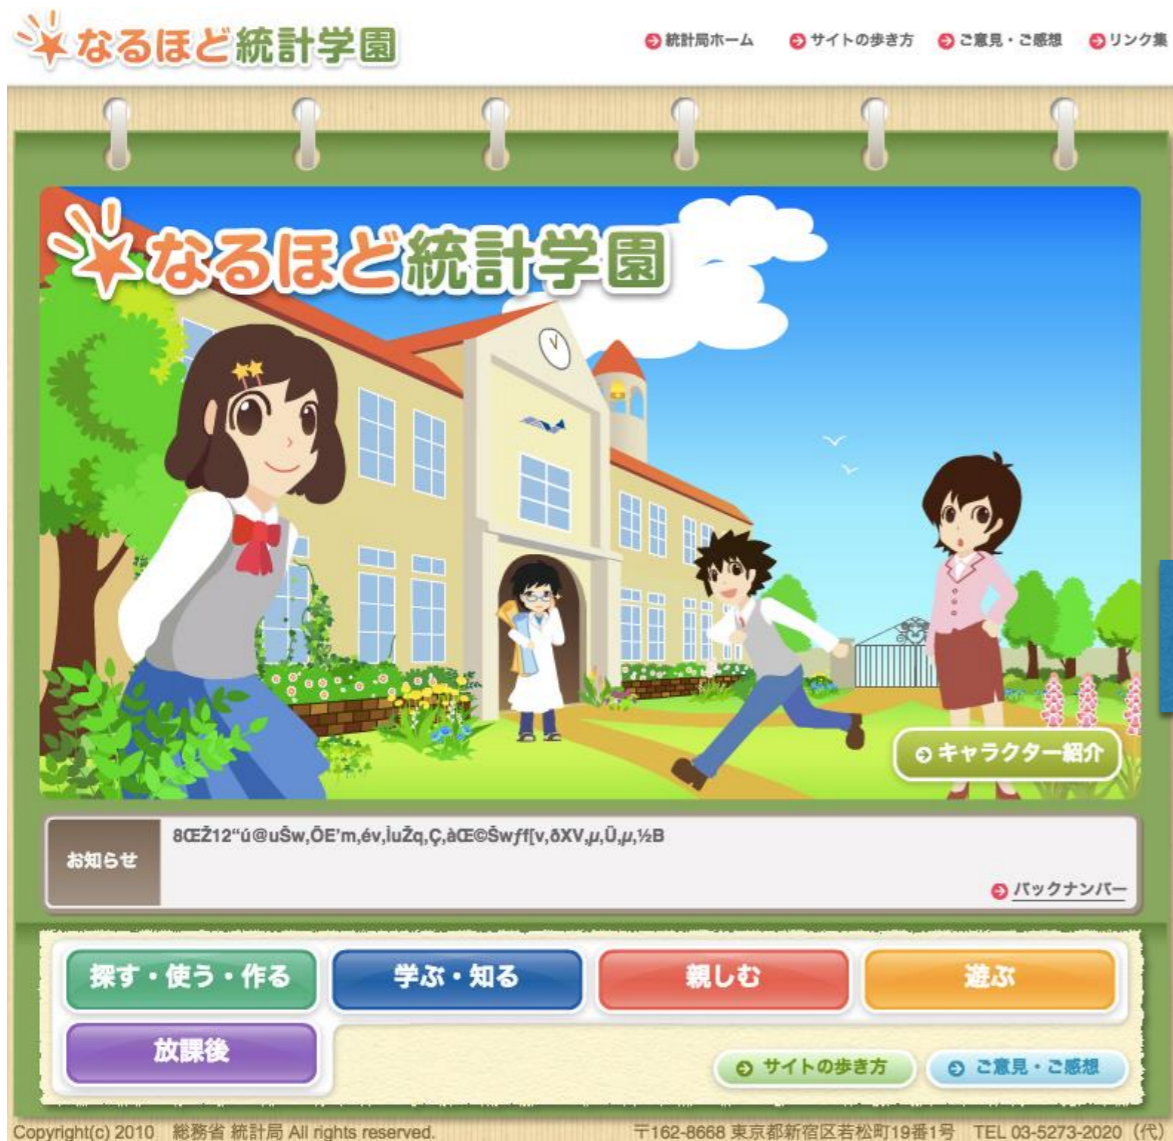 なるほど統計学園
統計局ホーム サイトの歩き方 ご意見・ご感想 リンク集
なるほど統計学園
キャラクター紹介
お知らせ
8ŒŽ12“ú@uŠw‚ÕE’m‚év‚ÌuŽq‚Ç‚àŒ©Šwƒf[v‚ðXV‚µ‚Ü‚µ‚½B
バックナンバー
探す・使う・作る 学ぶ・知る 親しむ 遊ぶ
放課後
サイトの歩き方 ご意見・ご感想
Copyright(c) 2010 総務省 統計局 All rights reserved. 〒162-8668 東京都新宿区若松町19番1号 TEL 03-5273-2020（代）